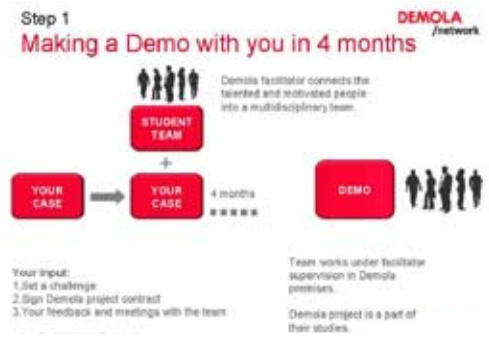 Step 1
DEMOLA
/network
Making a Demo with you in 4 months
Demola facilitator connects the
talented and motivated people
into a multidisciplinary team.
STUDENT
TEAM
+
YOUR
CASE
YOUR
CASE
4 months
DEMO
Your input:
1.Set a challenge
2.Sign Demola project contract
3.Your feedback and meetings with the team
Team works under facilitator
supervision in Demola
premises.
Demola project is a part of
their studies.